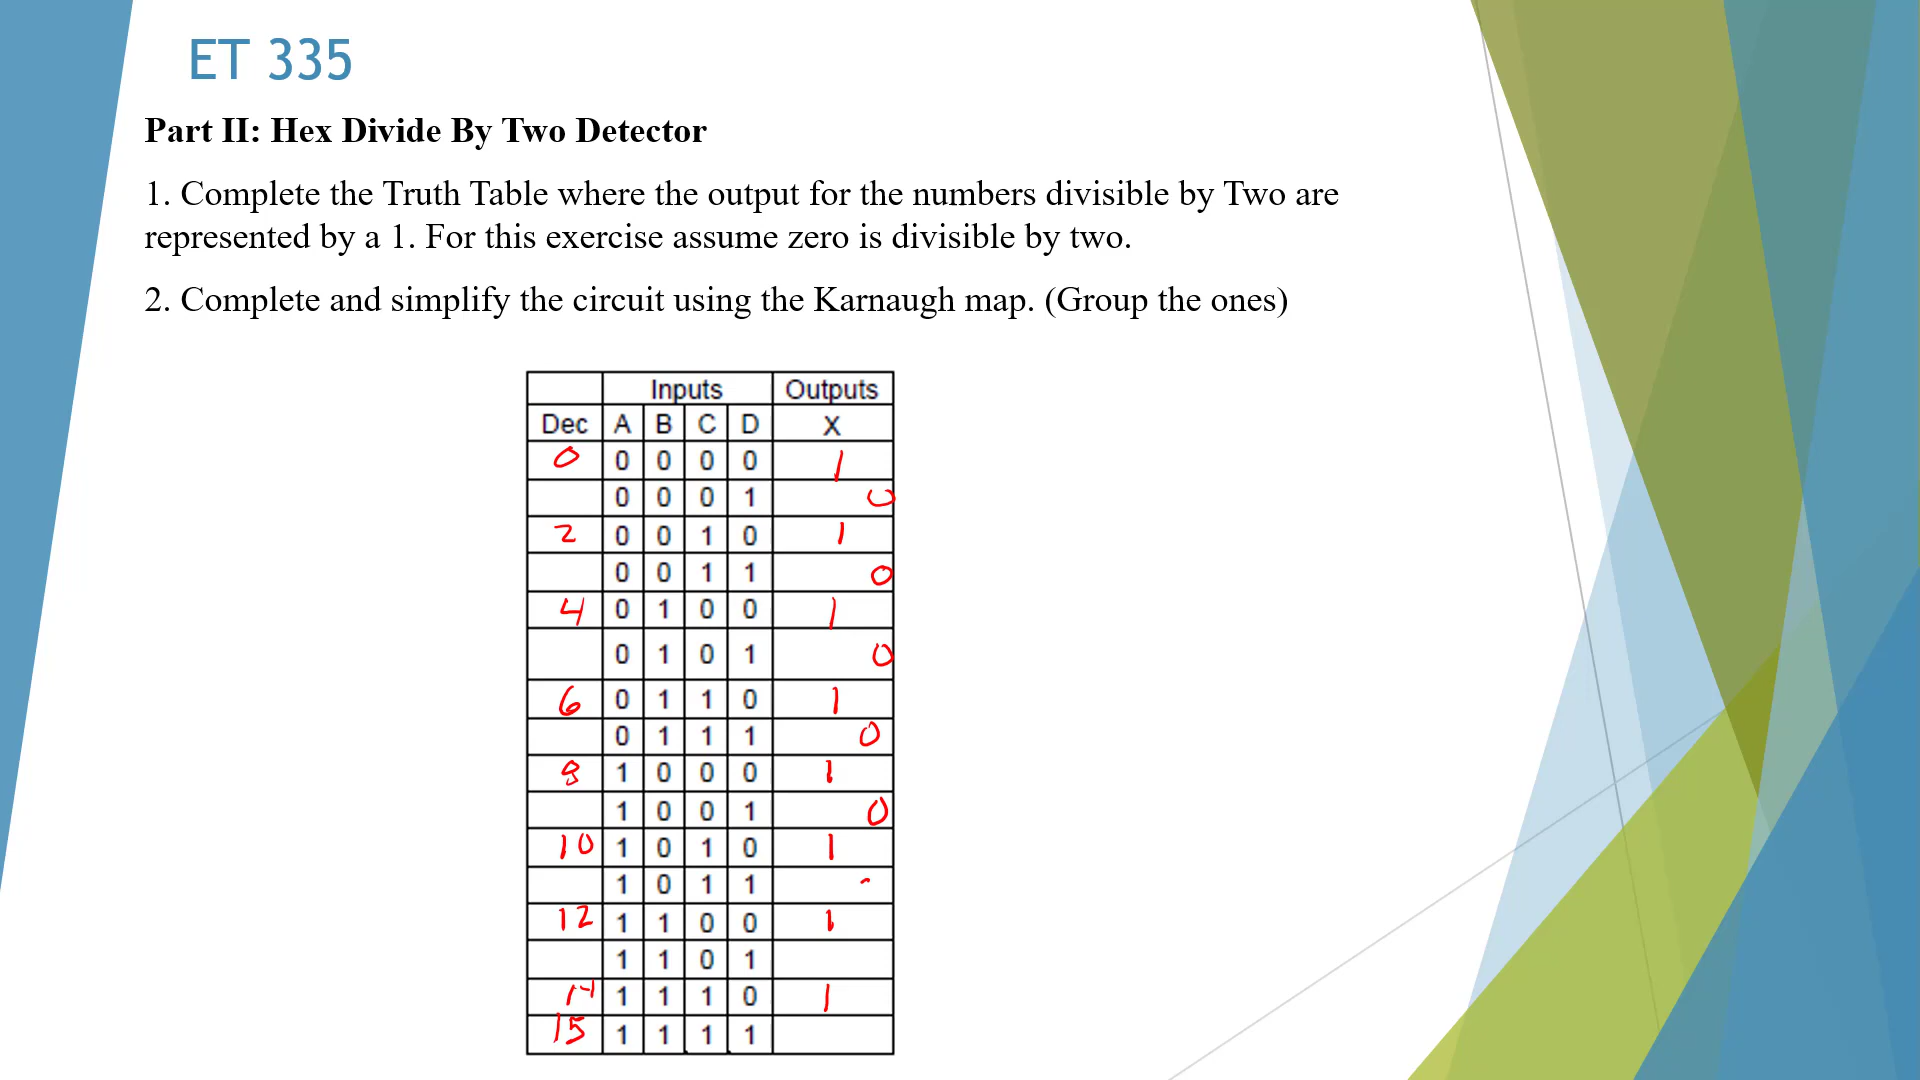 ET 335
Part II: Hex Divide By Two Detector
1. Complete the Truth Table where the output for the numbers divisible by Two are
represented by a 1. For this exercise assume zero is divisible by two.
2. Complete and simplify the circuit using the Karnaugh map. (Group the ones)
Inputs Outputs
Dec A B C D X
0 0 0 0 0 1
0 0 0 1 0
2 0 0 1 0 1
0 0 1 1 0
4 0 1 0 0 1
0 1 0 1 0
6 0 1 1 0 1
0 1 1 1 0
8 1 0 0 0 1
1 0 0 1 0
10 1 0 1 0 1
1 0 1 1
12 1 1 0 0 1
1 1 0 1
14 1 1 1 0 1
15 1 1 1 1